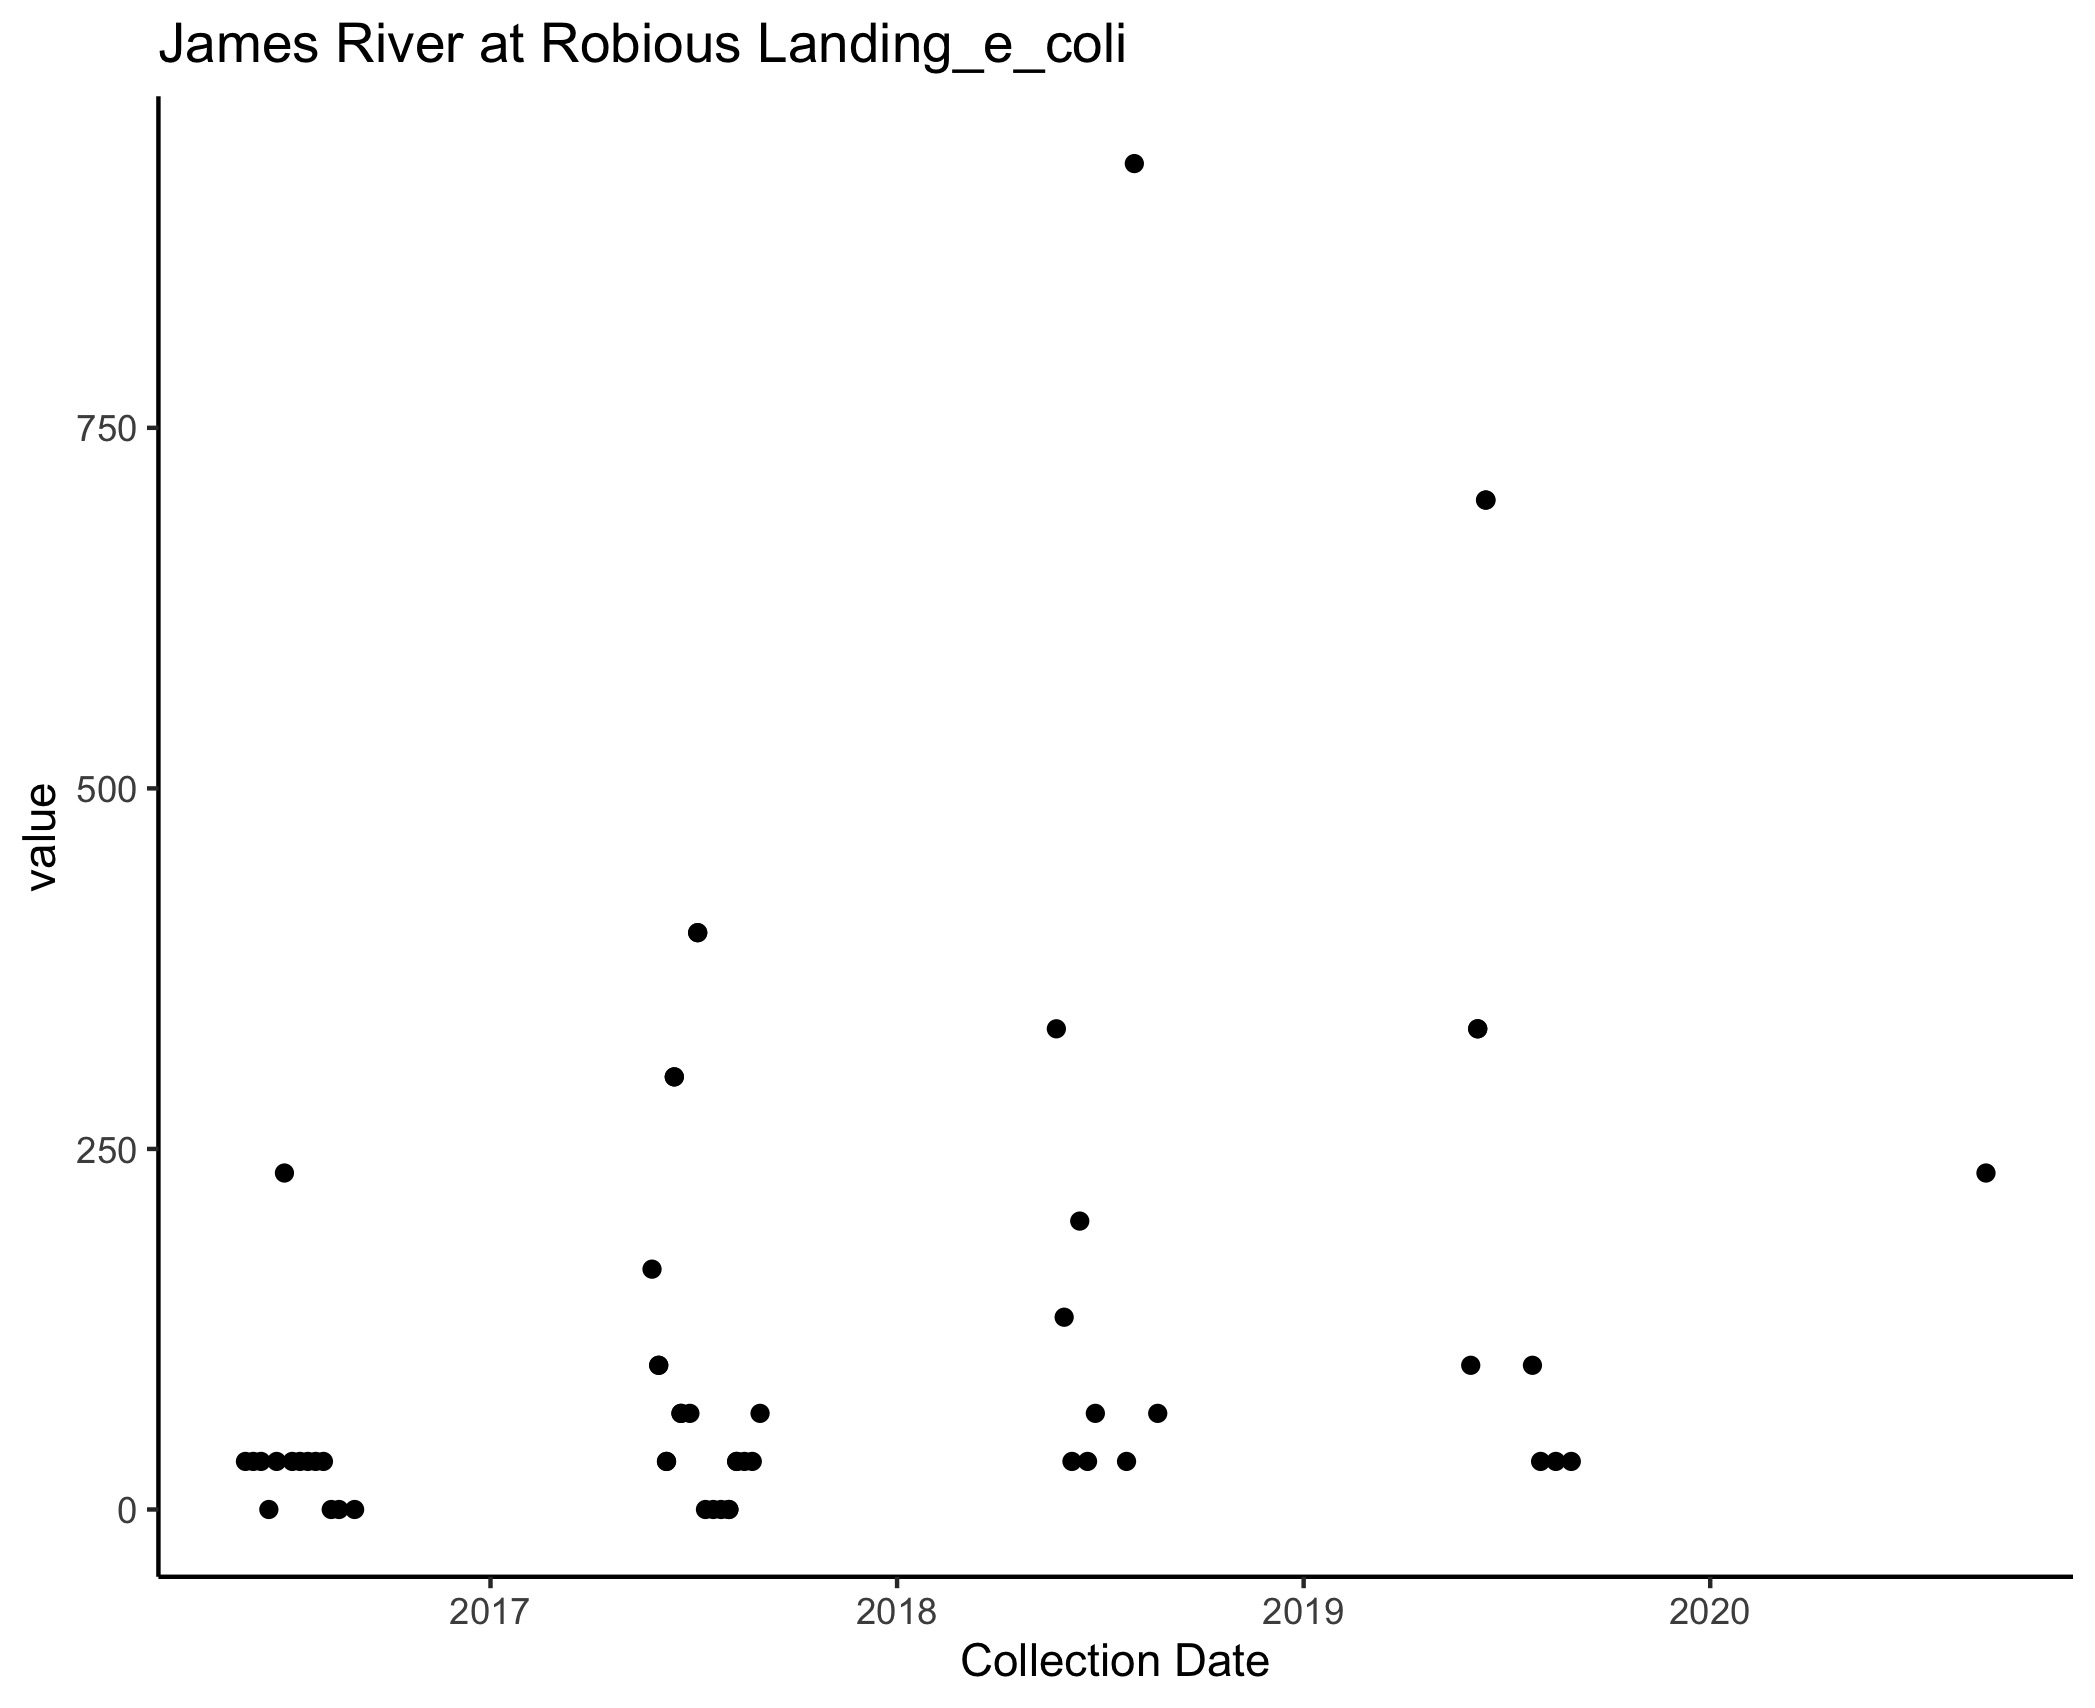 James River at Robious Landing_e_coli
750
500
250
0
value
2017 2018 2019 2020
Collection Date